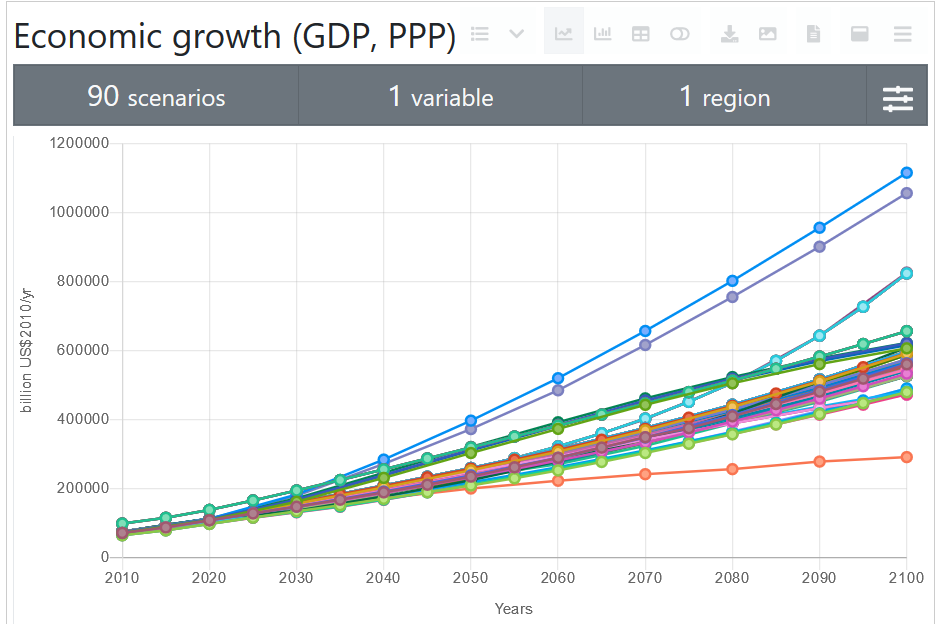 Economic growth (GDP, PPP)
90 scenarios
1 variable
1 region
1200000
1000000
800000
600000
400000
200000
0
billion US$2010/yr
2010 2020 2030 2040 2050 2060 2070 2080 2090 2100
Years